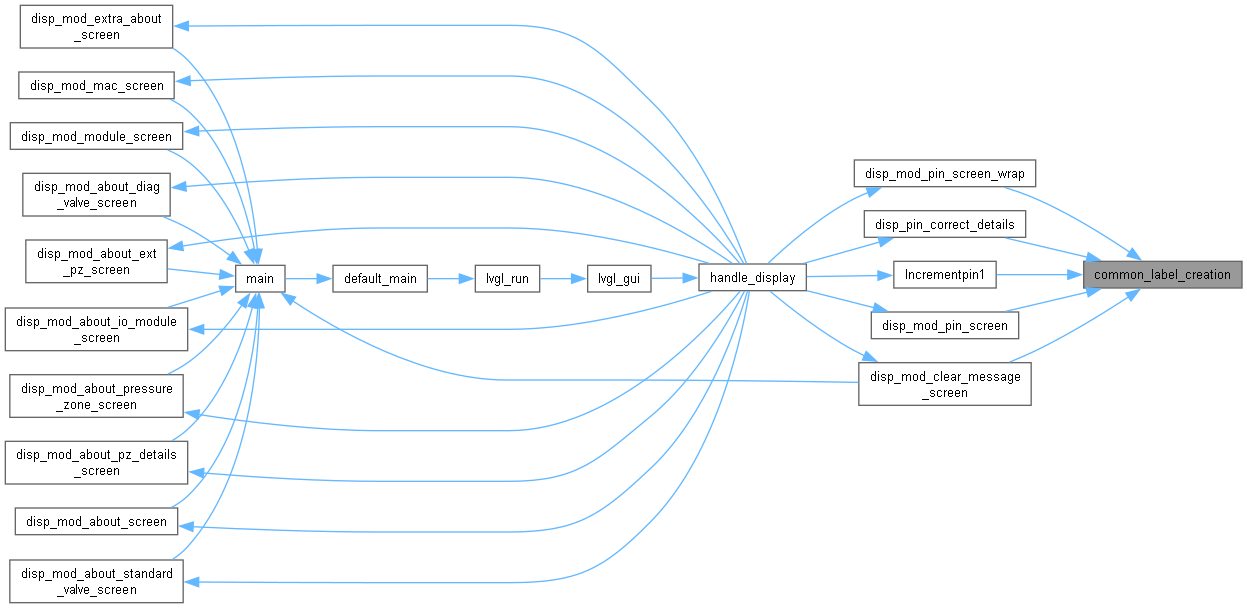 disp_mod_extra_about
_screen
disp_mod_mac_screen
disp_mod_module_screen
disp_mod_about_diag
_valve_screen
disp_mod_about_ext
_pz_screen
disp_mod_about_io_module
_screen
disp_mod_about_pressure
_zone_screen
disp_mod_about_pz_details
_screen
disp_mod_about_screen
disp_mod_about_standard
_valve_screen
main
default_main
lvgl_run
lvgl_gui
handle_display
disp_mod_pin_screen_wrap
disp_pin_correct_details
Incrementpin1
disp_mod_pin_screen
disp_mod_clear_message
_screen
common_label_creation